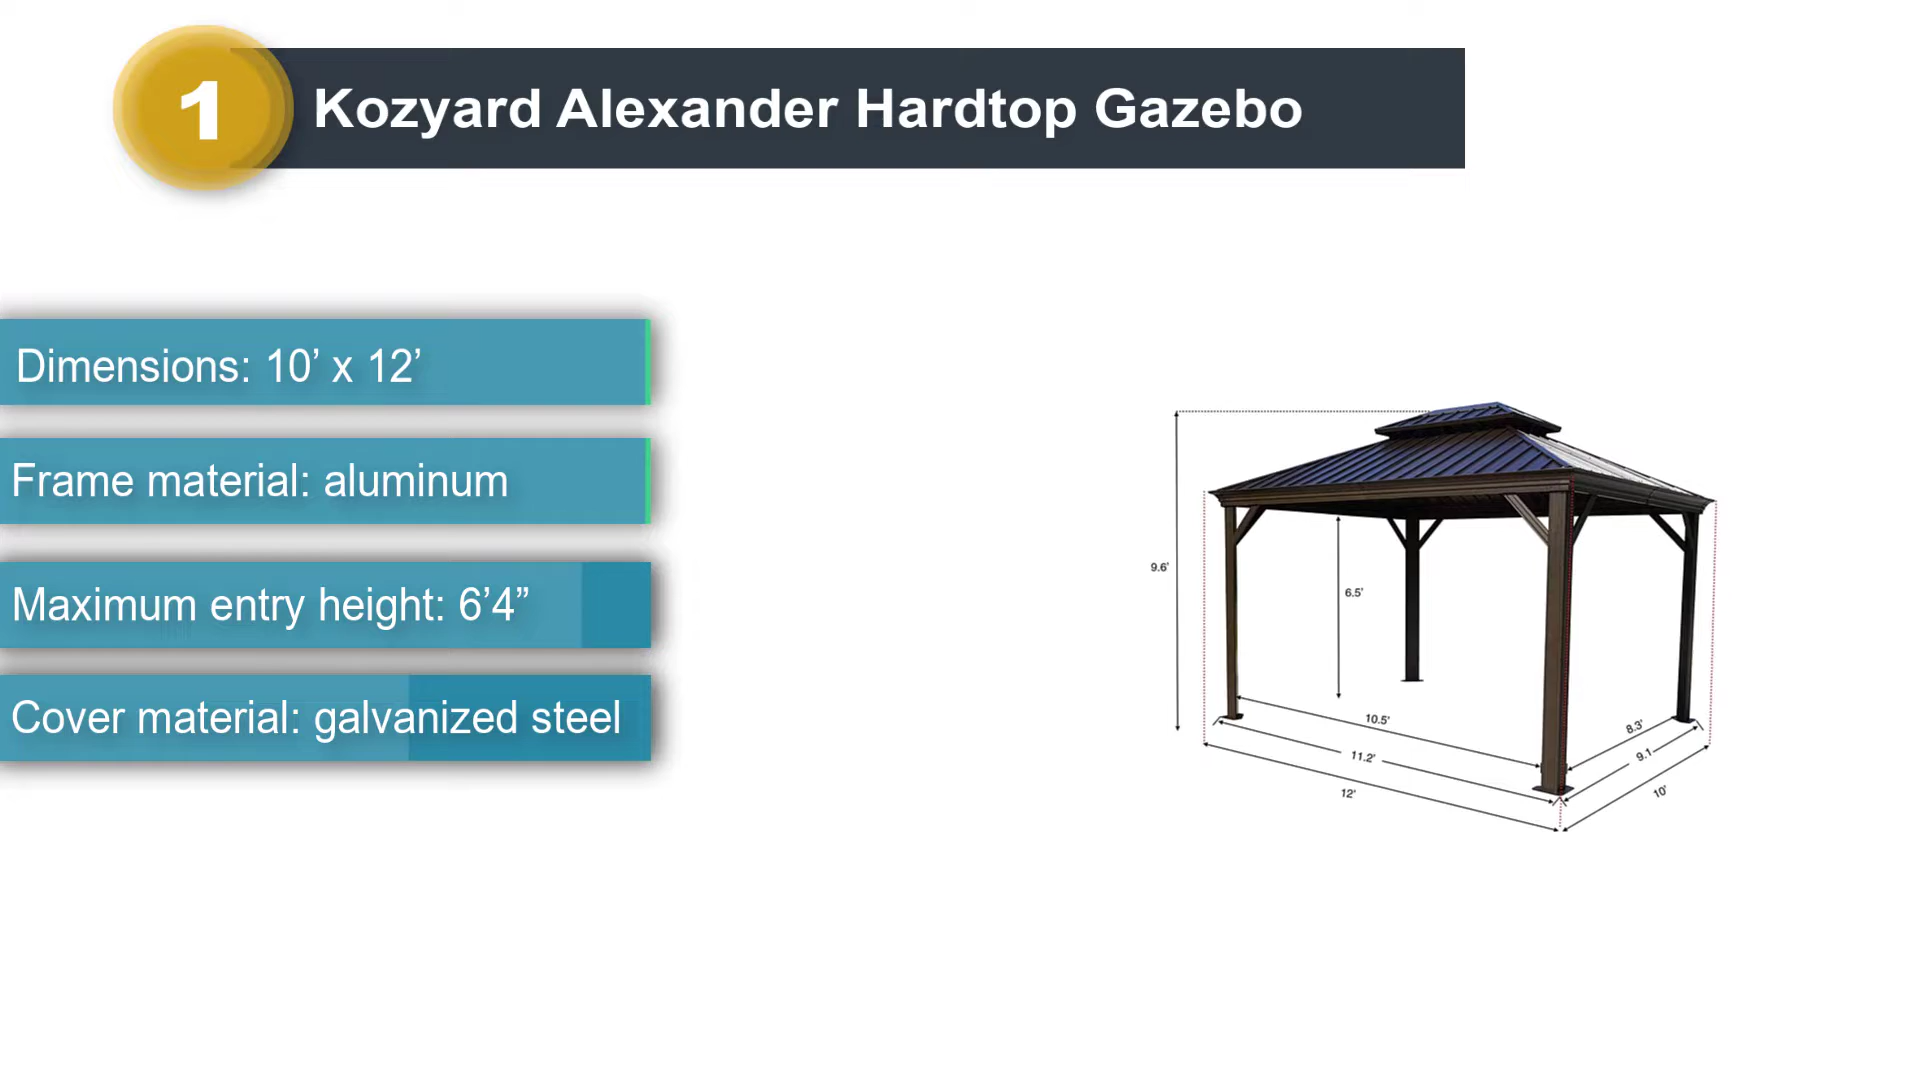 1
Kozyard Alexander Hardtop Gazebo
Dimensions: 10’ x 12’
Frame material: aluminum
Maximum entry height: 6’4”
Cover material: galvanized steel
9.6'
6.5'
10.5'
11.2'
12'
8.3'
9.1
10'